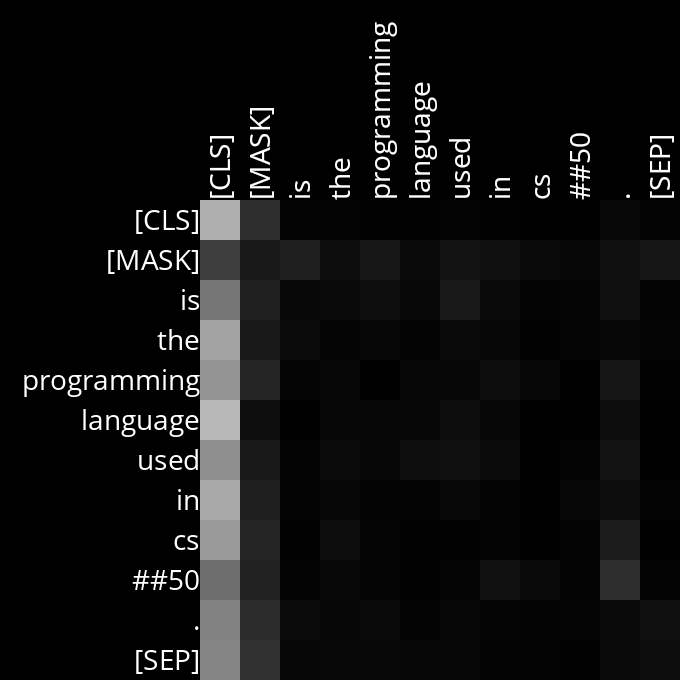 [CLS] [MASK] is the programming language used in cs ##50 . [SEP]
[CLS]
[MASK]
is
the
programming
language
used
in
cs
##50
.
[SEP]